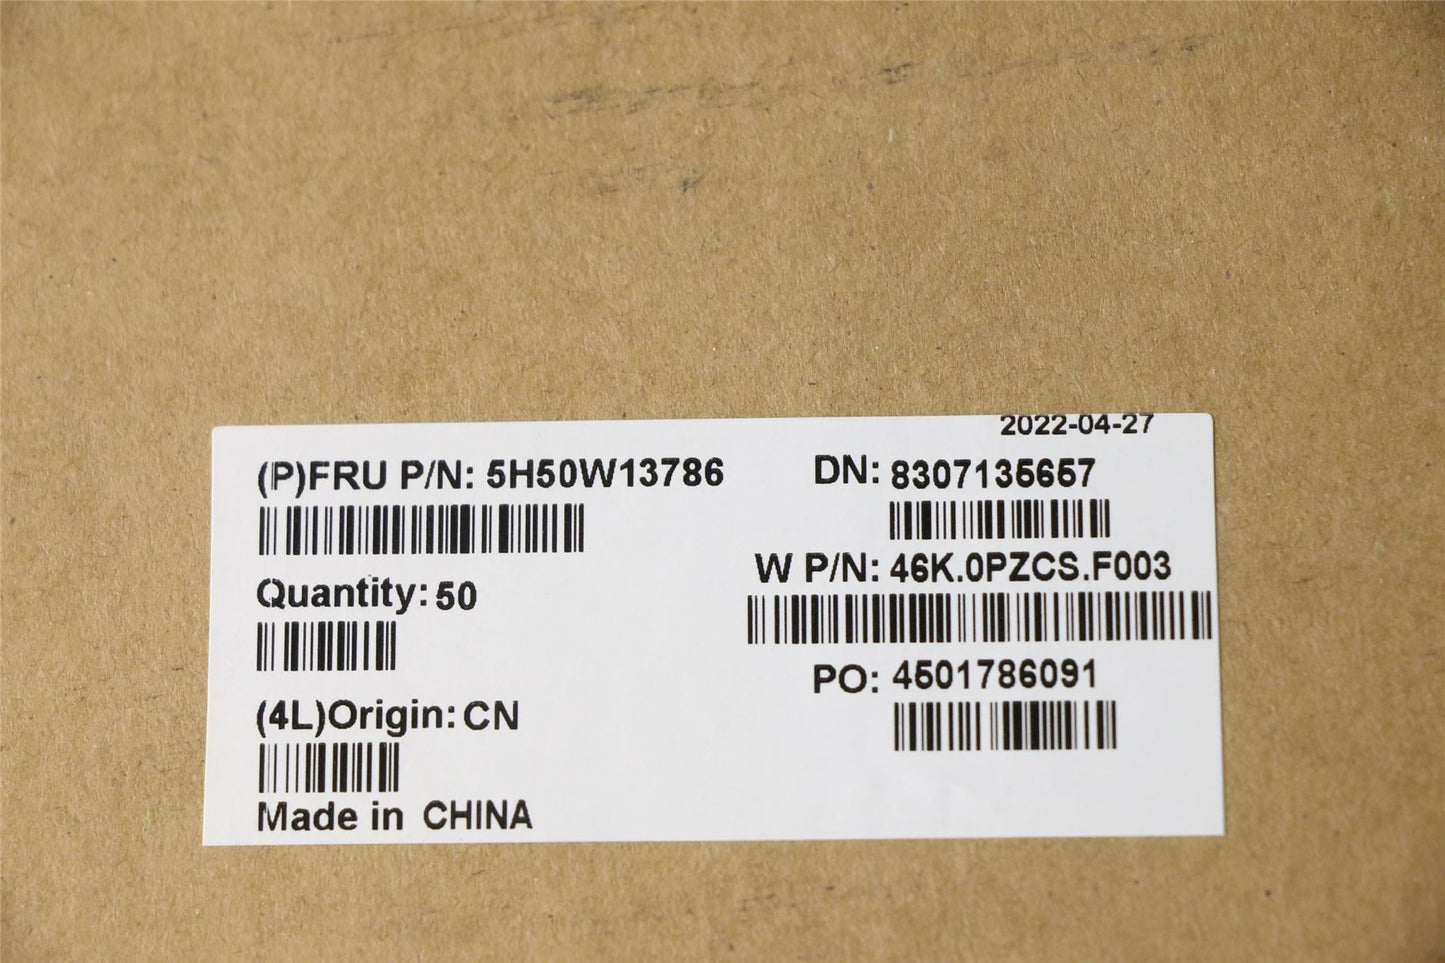 2022-04-27
(P)FRU P/N: 5H50W13786
DN: 8307135657
W P/N: 46K.0PZCS.F003
Quantity: 50
PO: 4501786091
(4L)Origin: CN
Made in CHINA